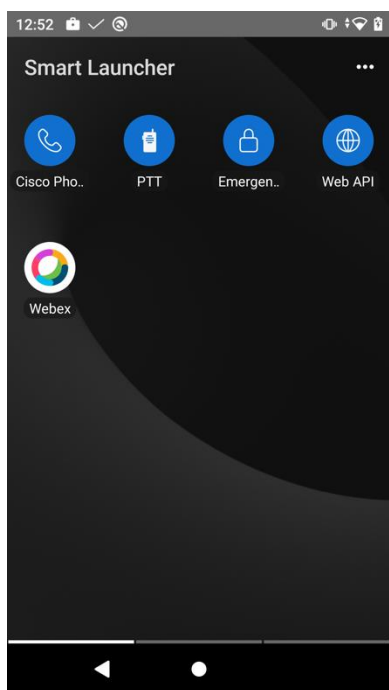 12:52
Smart Launcher
Cisco Pho..
PTT
Emergen..
Web API
Webex